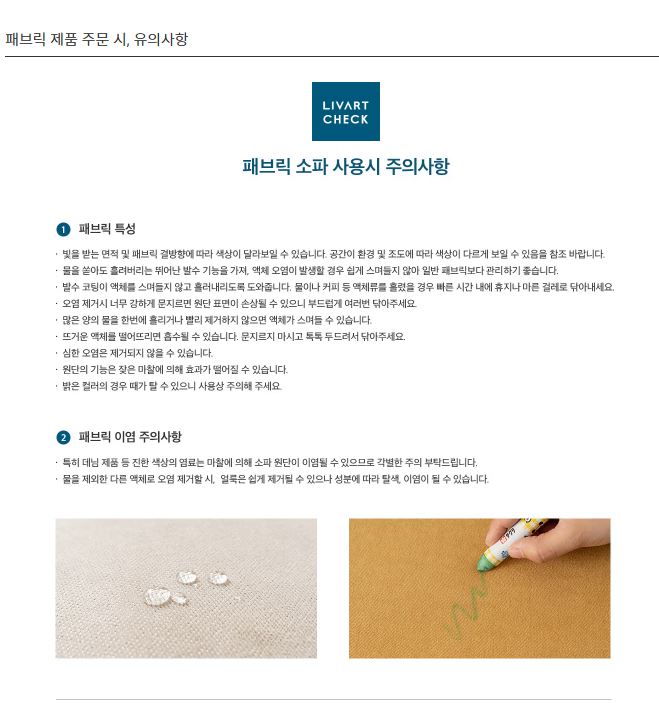 패브릭 제품 주문 시, 유의사항
LIVART
CHECK
패브릭 소파 사용시 주의사항
1 패브릭 특성
· 빛을 받는 면적 및 패브릭 결방향에 따라 색상이 달라보일 수 있습니다. 공간이 환경 및 조도에 따라 색상이 다르게 보일 수 있음을 참조 바랍니다.
· 물을 쏟아도 흘려버리는 뛰어난 발수 기능을 가져, 액체 오염이 발생할 경우 쉽게 스며들지 않아 일반 패브릭보다 관리하기 좋습니다.
· 발수 코팅이 액체를 스며들지 않고 흘러내리도록 도와줍니다. 물이나 커피 등 액체류를 흘렸을 경우 빠른 시간 내에 휴지나 마른 걸레로 닦아내세요.
· 오염 제거시 너무 강하게 문지르면 원단 표면이 손상될 수 있으니 부드럽게 여러번 닦아주세요.
· 많은 양의 물을 한번에 흘리거나 빨리 제거하지 않으면 액체가 스며들 수 있습니다.
· 뜨거운 액체를 떨어뜨리면 흡수될 수 있습니다. 문지르지 마시고 톡톡 두드려서 닦아주세요.
· 심한 오염은 제거되지 않을 수 있습니다.
· 원단의 기능은 잦은 마찰에 의해 효과가 떨어질 수 있습니다.
· 밝은 컬러의 경우 때가 탈 수 있으니 사용상 주의해 주세요.
2 패브릭 이염 주의사항
· 특히 데님 제품 등 진한 색상의 염료는 마찰에 의해 소파 원단이 이염될 수 있으므로 각별한 주의 부탁드립니다.
· 물을 제외한 다른 액체로 오염 제거할 시, 얼룩은 쉽게 제거될 수 있으나 성분에 따라 탈색, 이염이 될 수 있습니다.